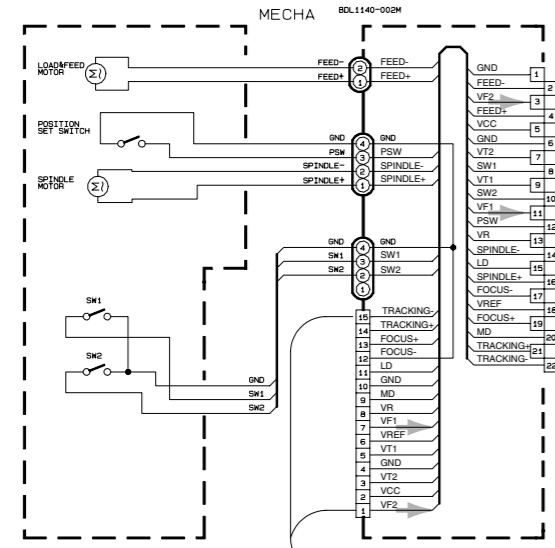 MECHA BDL1140-002M
LOAD&FEED
MOTOR
FEED- 2 FEED-
FEED+ 1 FEED+
POSITION
SET SWITCH
GND 4 GND
PSW 3 PSW
SPINDLE- 2 SPINDLE-
SPINDLE+ 1 SPINDLE+
SPINDLE
MOTOR
GND 4 GND
SW1 3 SW1
SW2 2 SW2
1
SW1
SW2
GND
SW1
SW2
15 TRACKING-
14 TRACKING+
13 FOCUS+
12 FOCUS-
11 LD
10 GND
9 MD
8 VR
7 VF1
6 VREF
5 VT1
4 GND
3 VT2
2 VCC
1 VF2
GND 1
FEED- 2
VF2 3
FEED+ 4
VCC 5
GND 6
VT2 7
SW1 8
VT1 9
SW2 10
VF1 11
PSW 12
VR 13
SPINDLE- 14
LD 15
SPINDLE+ 16
FOCUS- 17
VREF 18
FOCUS+ 19
MD 20
TRACKING+ 21
TRACKING- 22